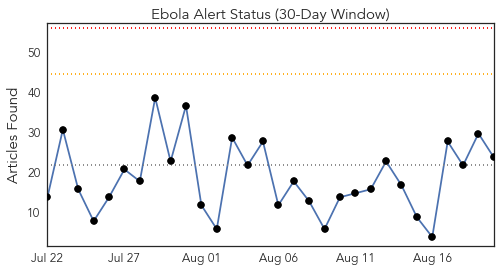 Ebola Alert Status (30-Day Window)
Articles Found
50
40
30
20
10
Jul 22 Jul 27 Aug 01 Aug 06 Aug 11 Aug 16